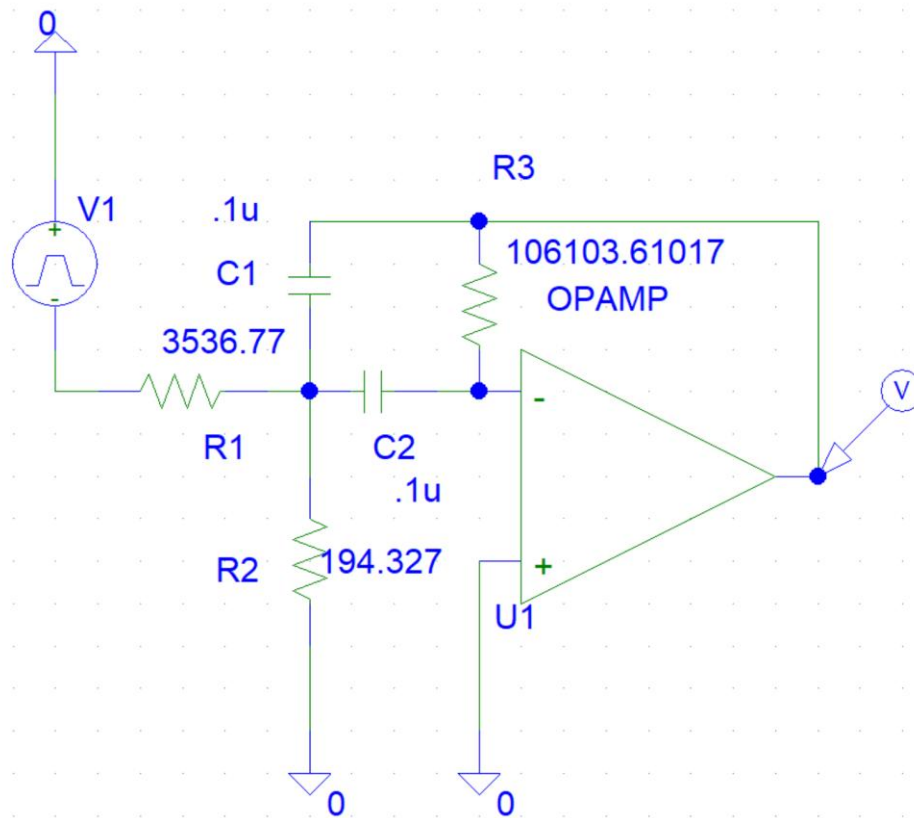 0
V1
+
-
R3
.1u
C1
106103.61017
OPAMP
3536.77
R1
C2
.1u
-
+
V
R2
194.327
U1
0
0